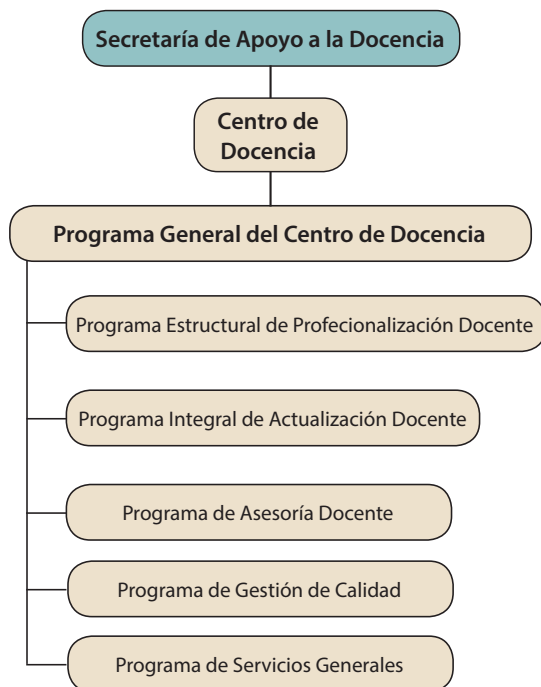 Secretaría de Apoyo a la Docencia
Centro de
Docencia
Programa General del Centro de Docencia
Programa Estructural de Profecionalización Docente
Programa Integral de Actualización Docente
Programa de Asesoría Docente
Programa de Gestión de Calidad
Programa de Servicios Generales